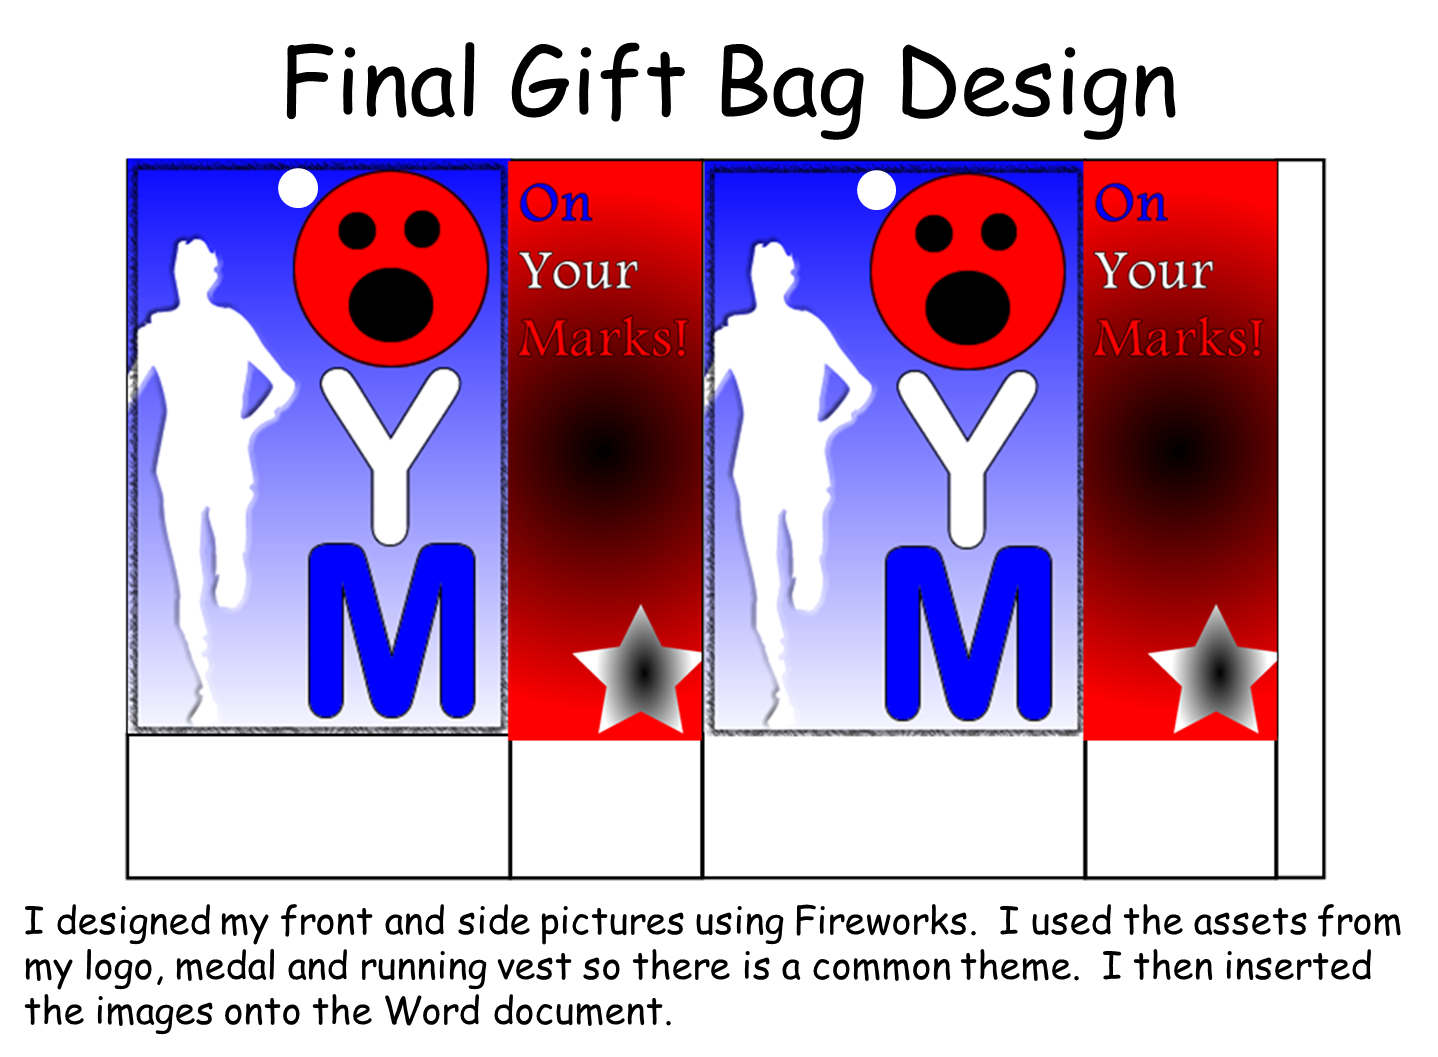 Final Gift Bag Design
On
Your
Marks!
Y
M
On
Your
Marks!
Y
M
I designed my front and side pictures using Fireworks.  I used the assets from
my logo, medal and running vest so there is a common theme.  I then inserted
the images onto the Word document.